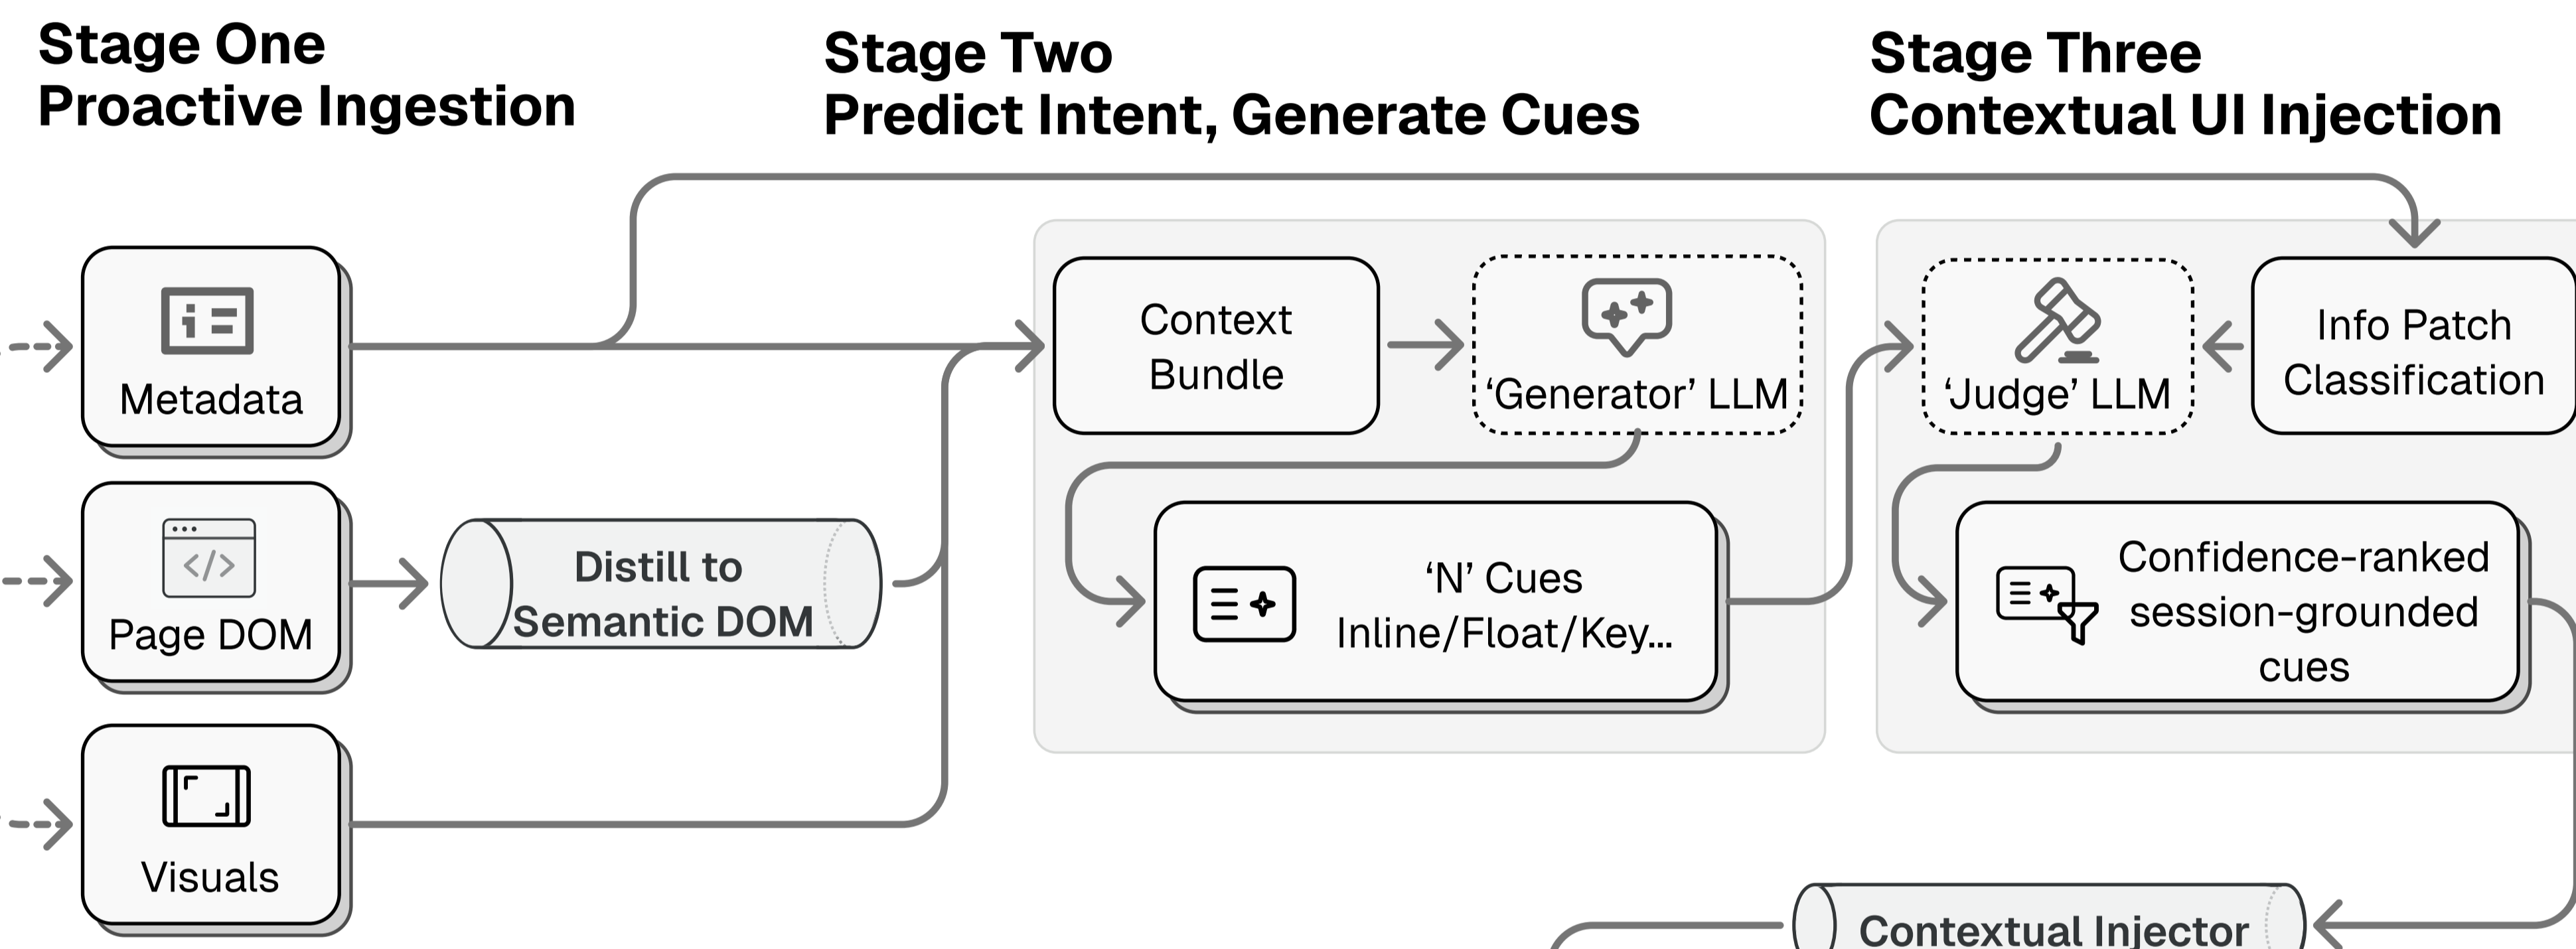 Stage One
Proactive Ingestion
Stage Two
Predict Intent, Generate Cues
Stage Three
Contextual UI Injection
Metadata
Context
Bundle
‘Generator’ LLM
‘Judge’ LLM
Info Patch
Classification
Page DOM
Distill to
Semantic DOM
‘N’ Cues
Inline/Float/Key...
Confidence-ranked
session-grounded
cues
Visuals
Contextual Injector